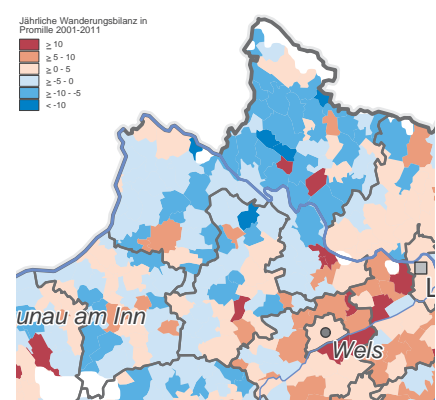 Jährliche Wanderungsbilanz in
Promille 2001-2011
≥ 10
≥ 5 - 10
≥ 0 - 5
≥ -5 - 0
≥ -10 - -5
< -10
L
unau am Inn
Wels